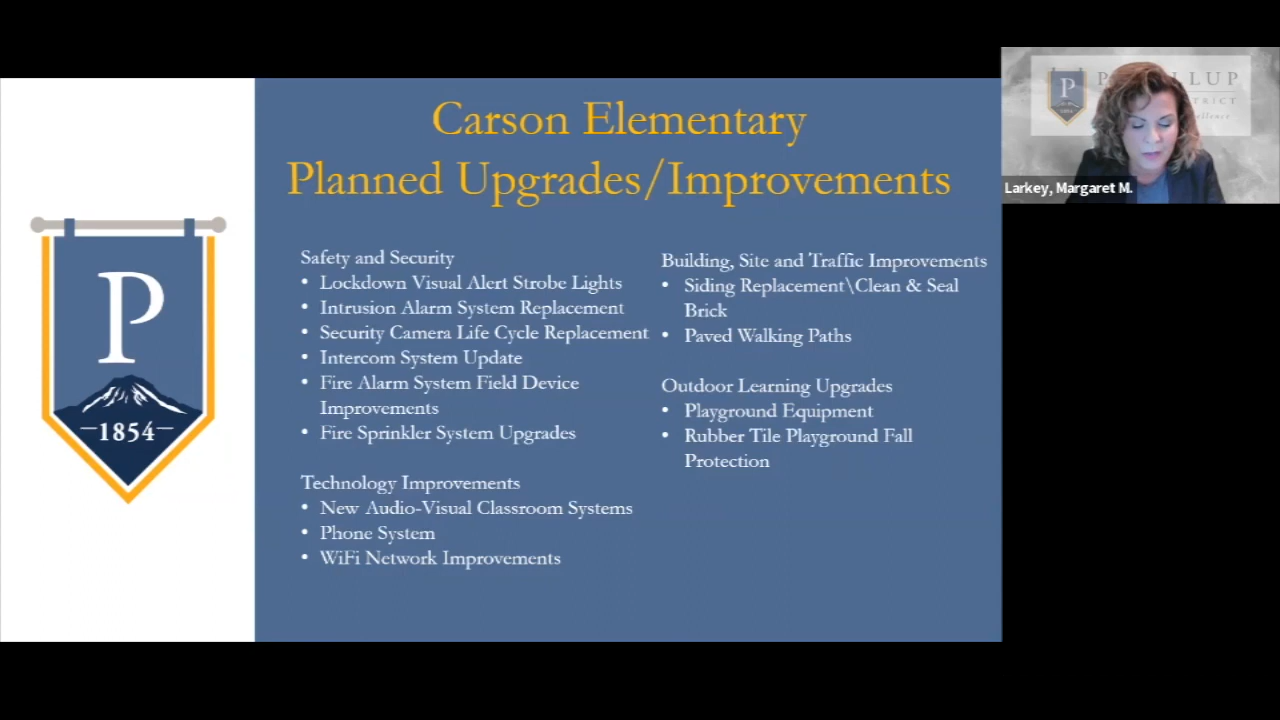 Carson Elementary
Planned Upgrades/Improvements
Safety and Security
• Lockdown Visual Alert Strobe Lights
• Intrusion Alarm System Replacement
• Security Camera Life Cycle Replacement
• Intercom System Update
• Fire Alarm System Field Device
Improvements
• Fire Sprinkler System Upgrades
Technology Improvements
• New Audio-Visual Classroom Systems
• Phone System
• WiFi Network Improvements
Building, Site and Traffic Improvements
• Siding Replacement\Clean & Seal
Brick
• Paved Walking Paths
Outdoor Learning Upgrades
• Playground Equipment
• Rubber Tile Playground Fall
Protection
P
1854
P
Larkey, Margaret M.